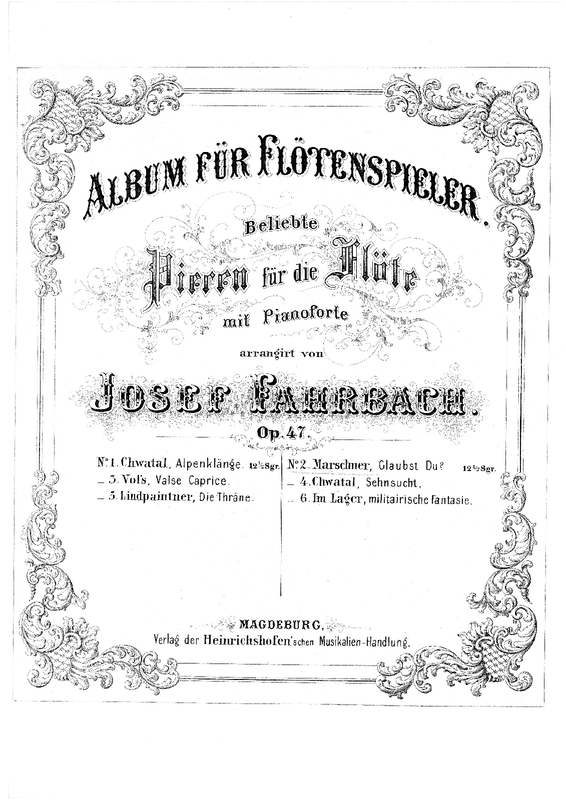 ALBUM FÜR FLÖTENSPIELER.
Beliebte
Piecen für die Flöte
mit Pianoforte
arrangirt von
JOSEF FAHRBACH.
Op. 47.
No. 1. Chwatal, Alpenklänge. 12½ Sgr.
— 3. Vofs, Valse Caprice.
— 5. Lindpaintner, Die Thräne.
No. 2. Marschner, Glaubst Du? 12½ Sgr.
— 4. Chwatal, Sehnsucht.
— 6. Im Lager, militairische Fantasie.
MAGDEBURG,
Verlag der Heinrichshofen'schen Musikalien-Handlung.